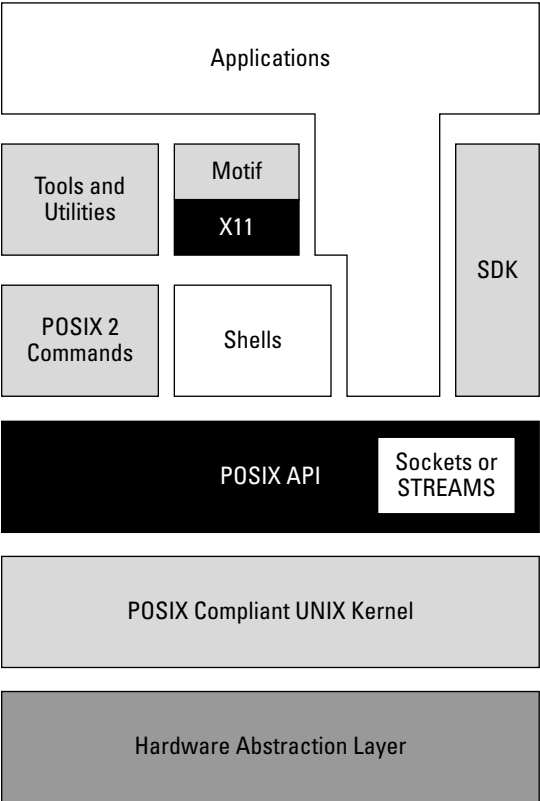 Applications
Tools and
Utilities
Motif
X11
SDK
POSIX 2
Commands
Shells
POSIX API
Sockets or
STREAMS
POSIX Compliant UNIX Kernel
Hardware Abstraction Layer